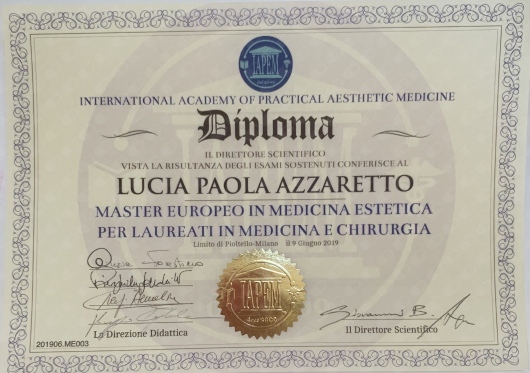 IAPEM
INTERNATIONAL ACADEMY OF PRACTICAL AESTHETIC MEDICINE
Diploma
IL DIRETTORE SCIENTIFICO
VISTA LA RISULTANZA DEGLI ESAMI SOSTENUTI CONFERISCE AL
LUCIA PAOLA AZZARETTO
MASTER EUROPEO IN MEDICINA ESTETICA
PER LAUREATI IN MEDICINA E CHIRURGIA
Limito di Pioltello-Milano il 9 Giugno 2019
IAPEM
La Direzione Didattica
Il Direttore Scientifico
201906.ME003